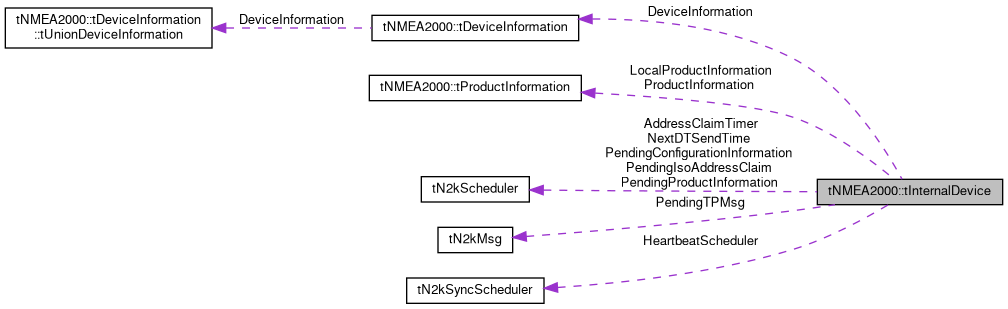 tNMEA2000::tDeviceInformation
::tUnionDeviceInformation
DeviceInformation
tNMEA2000::tDeviceInformation
DeviceInformation
tNMEA2000::tProductInformation
LocalProductInformation
ProductInformation
AddressClaimTimer
NextDTSendTime
PendingConfigurationInformation
PendingIsoAddressClaim
PendingProductInformation
tN2kScheduler
tNMEA2000::tInternalDevice
PendingTPMsg
tN2kMsg
HeartbeatScheduler
tN2kSyncScheduler